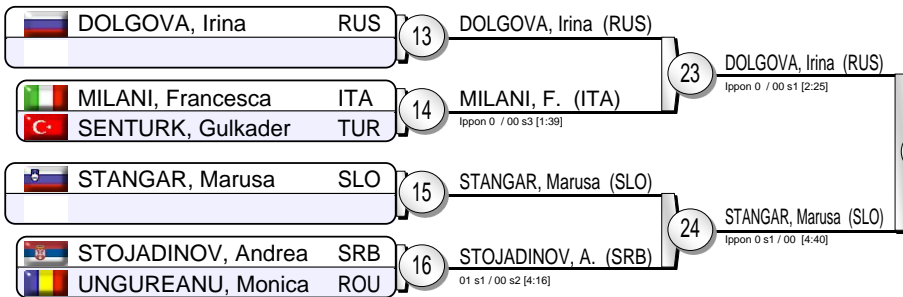 DOLGOVA, Irina RUS
13
DOLGOVA, Irina (RUS)
23
DOLGOVA, Irina (RUS)
Ippon 0 / 00 s1 [2:25]
MILANI, Francesca ITA
SENTURK, Gulkader TUR
14
MILANI, F. (ITA)
Ippon 0 / 00 s3 [1:39]
STANGAR, Marusa SLO
15
STANGAR, Marusa (SLO)
24
STANGAR, Marusa (SLO)
Ippon 0 s1 / 00 [4:40]
STOJADINOV, Andrea SRB
UNGUREANU, Monica ROU
16
STOJADINOV, A. (SRB)
01 s1 / 00 s2 [4:16]